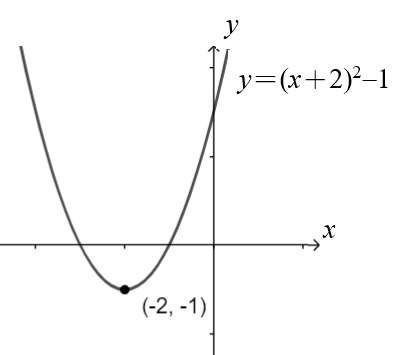 y
y=(x+2)²–1
x
(-2, -1)